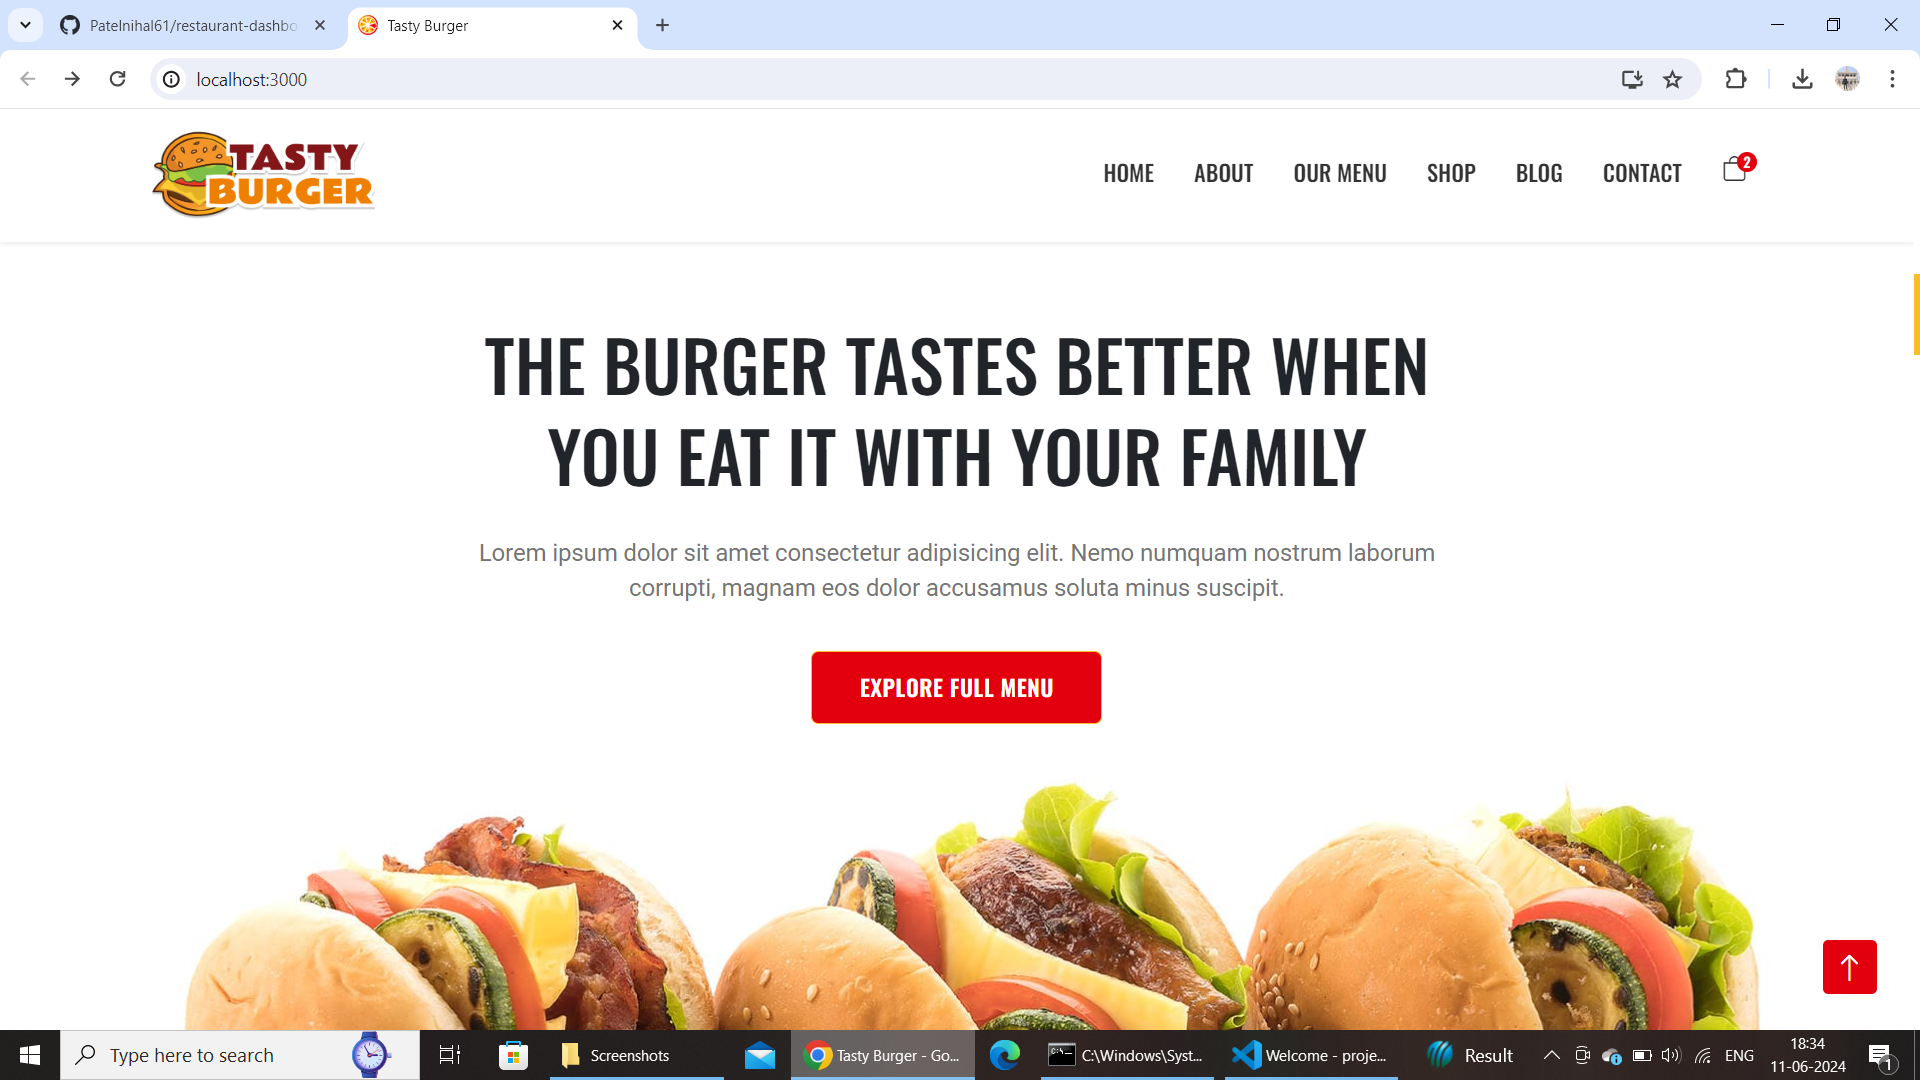 Patelnihal61/restaurant-dashbo
Tasty Burger
localhost:3000
TASTY
BURGER
HOME ABOUT OUR MENU SHOP BLOG CONTACT 2
THE BURGER TASTES BETTER WHEN
YOU EAT IT WITH YOUR FAMILY
Lorem ipsum dolor sit amet consectetur adipisicing elit. Nemo numquam nostrum laborum
corrupti, magnam eos dolor accusamus soluta minus suscipit.
EXPLORE FULL MENU
Type here to search
Screenshots
Tasty Burger - Go...
C:\Windows\Syst...
Welcome - proje...
Result
ENG
18:34
11-06-2024
1